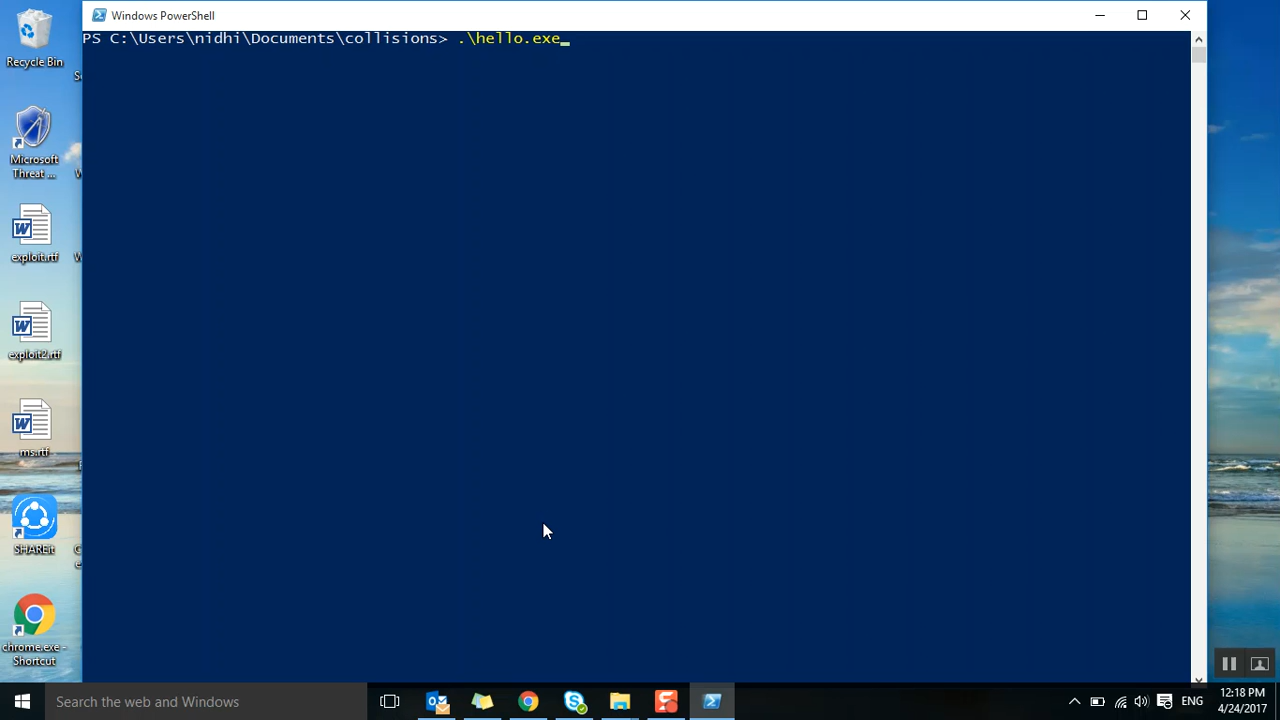 Windows PowerShell
PS C:\Users\nidhi\Documents\collisions> .\hello.exe_
Recycle Bin
Microsoft
Threat ...
exploit.rtf
exploit2.rtf
ms.rtf
SHAREit
chrome.exe -
Shortcut
Search the web and Windows
ENG
12:18 PM
4/24/2017